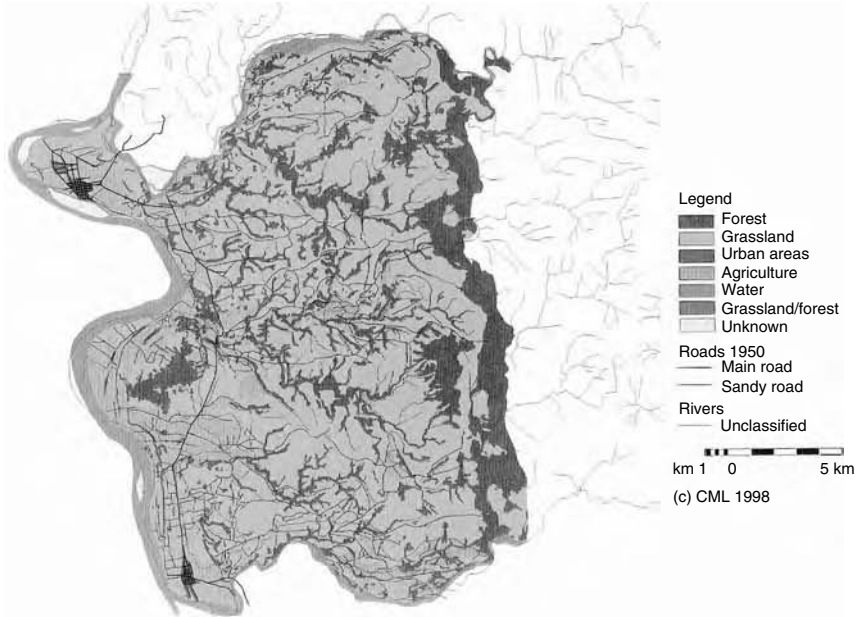 Legend
Forest
Grassland
Urban areas
Agriculture
Water
Grassland/forest
Unknown
Roads 1950
Main road
Sandy road
Rivers
Unclassified
km 1 0 5 km
(c) CML 1998